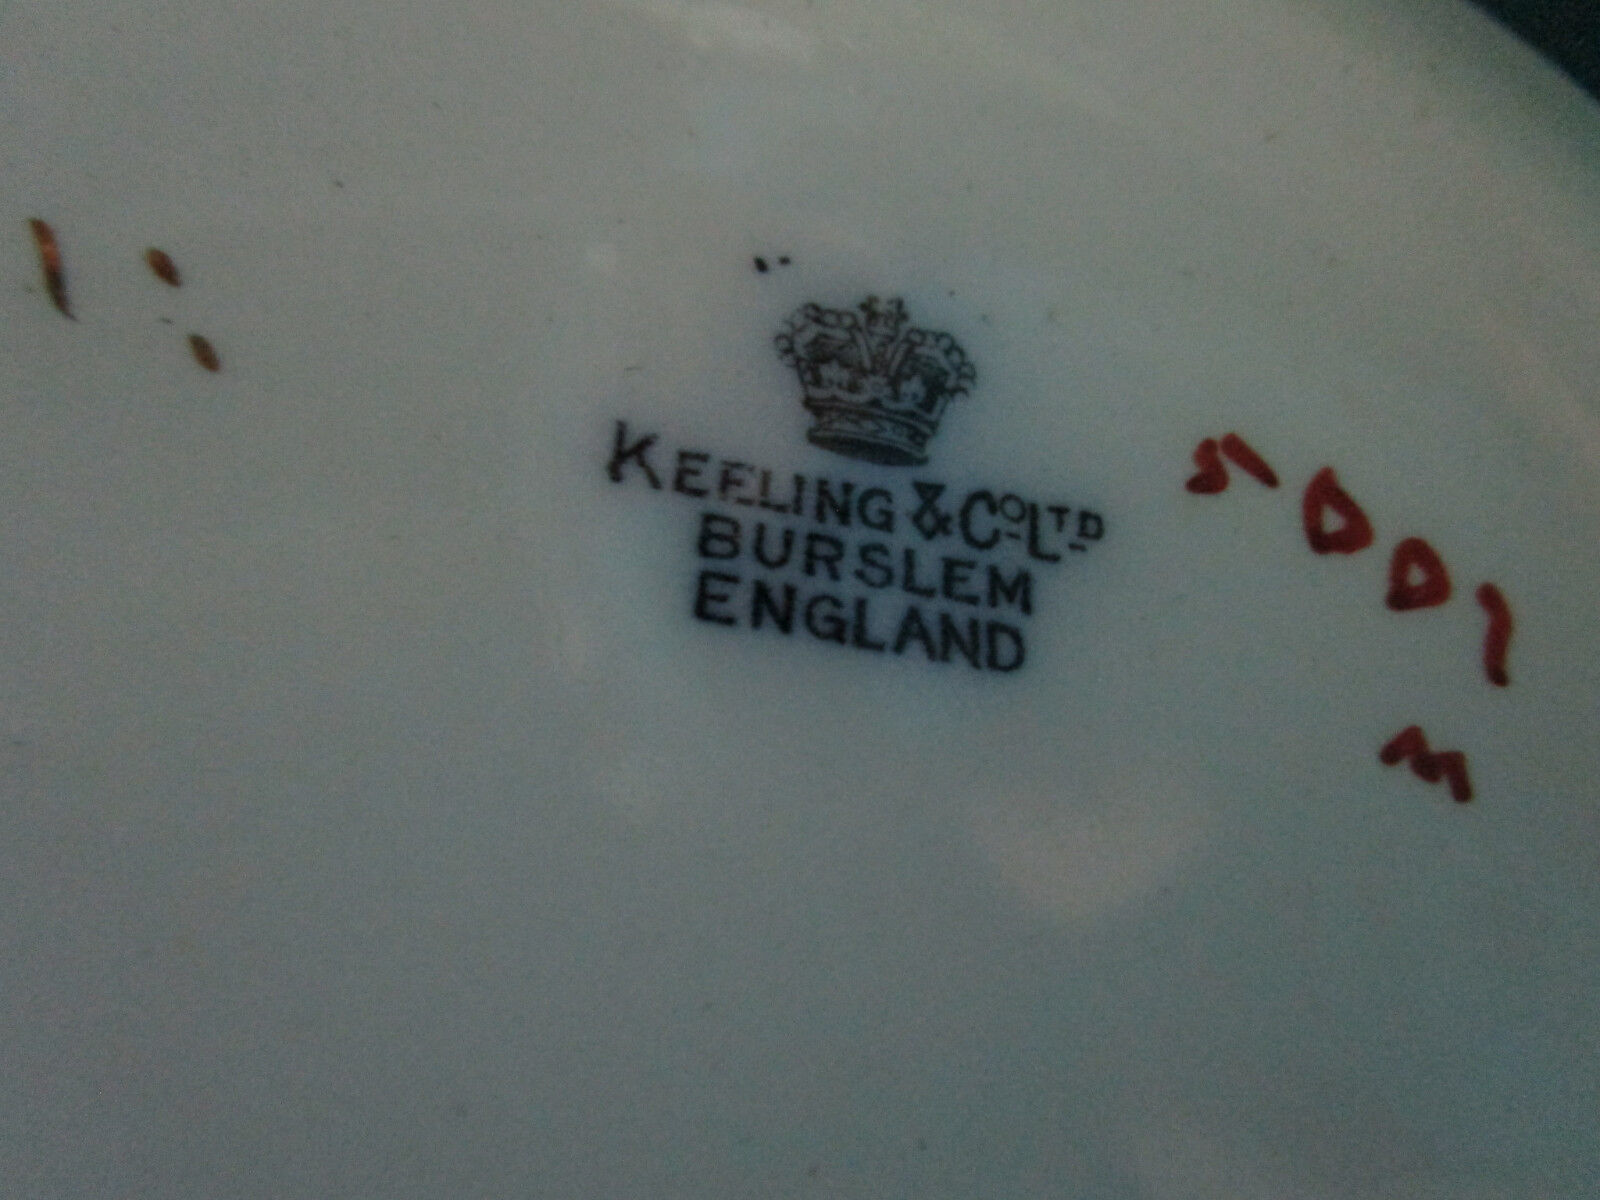 KEELING & Co LTD
BURSLEM
ENGLAND